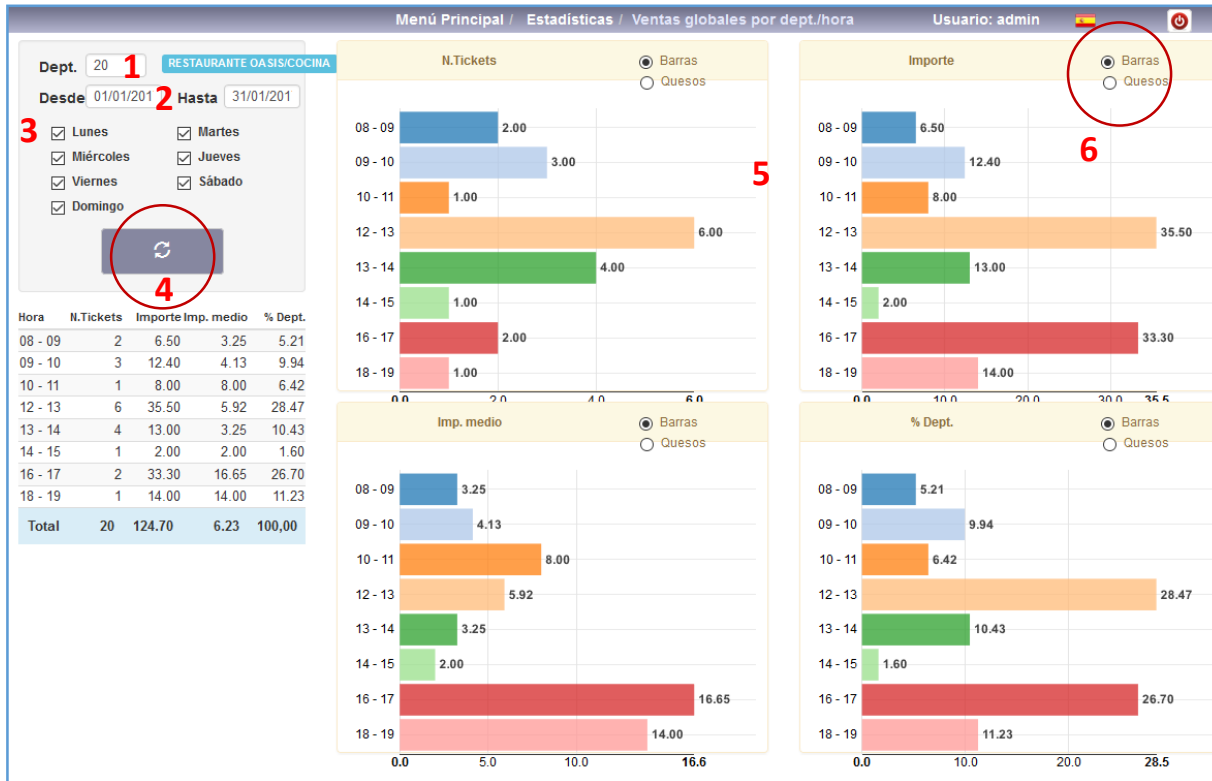 Menú Principal / Estadísticas / Ventas globales por dept./hora Usuario: admin
Dept. 20 1 RESTAURANTE OASIS/COCINA
Desde 01/01/201 2 Hasta 31/01/201
3 Lunes Martes
Miércoles Jueves
Viernes Sábado
Domingo
4
Hora N.Tickets Importe Imp. medio % Dept.
08 - 09 2 6.50 3.25 5.21
09 - 10 3 12.40 4.13 9.94
10 - 11 1 8.00 8.00 6.42
12 - 13 6 35.50 5.92 28.47
13 - 14 4 13.00 3.25 10.43
14 - 15 1 2.00 2.00 1.60
16 - 17 2 33.30 16.65 26.70
18 - 19 1 14.00 14.00 11.23
Total 20 124.70 6.23 100,00
N.Tickets Barras
Quesos
08 - 09 2.00
09 - 10 3.00
5
10 - 11 1.00
12 - 13 6.00
13 - 14 4.00
14 - 15 1.00
16 - 17 2.00
18 - 19 1.00
0.0 2.0 4.0 6.0
Importe Barras
Quesos
6
08 - 09 6.50
09 - 10 12.40
10 - 11 8.00
12 - 13 35.50
13 - 14 13.00
14 - 15 2.00
16 - 17 33.30
18 - 19 14.00
0.0 10.0 20.0 30.0 35.5
Imp. medio Barras
Quesos
08 - 09 3.25
09 - 10 4.13
10 - 11 8.00
12 - 13 5.92
13 - 14 3.25
14 - 15 2.00
16 - 17 16.65
18 - 19 14.00
0.0 5.0 10.0 16.6
% Dept. Barras
Quesos
08 - 09 5.21
09 - 10 9.94
10 - 11 6.42
12 - 13 28.47
13 - 14 10.43
14 - 15 1.60
16 - 17 26.70
18 - 19 11.23
0.0 10.0 20.0 28.5